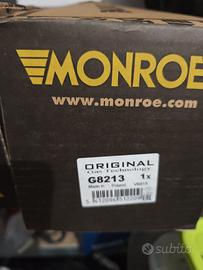 MONROE
www.monroe.com
ORIGINAL
Gas Technology
G8213 1x
Made in Poland
subito